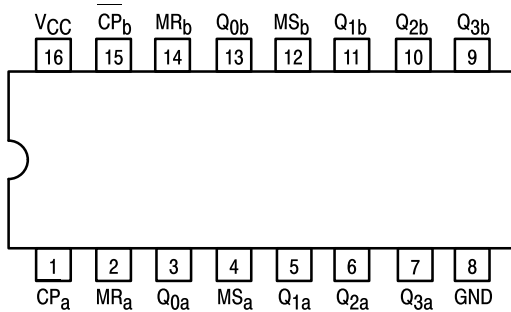 VCC CPb MRb Q0b MSb Q1b Q2b Q3b
16 15 14 13 12 11 10 9
1 2 3 4 5 6 7 8
CPa MRa Q0a MSa Q1a Q2a Q3a GND